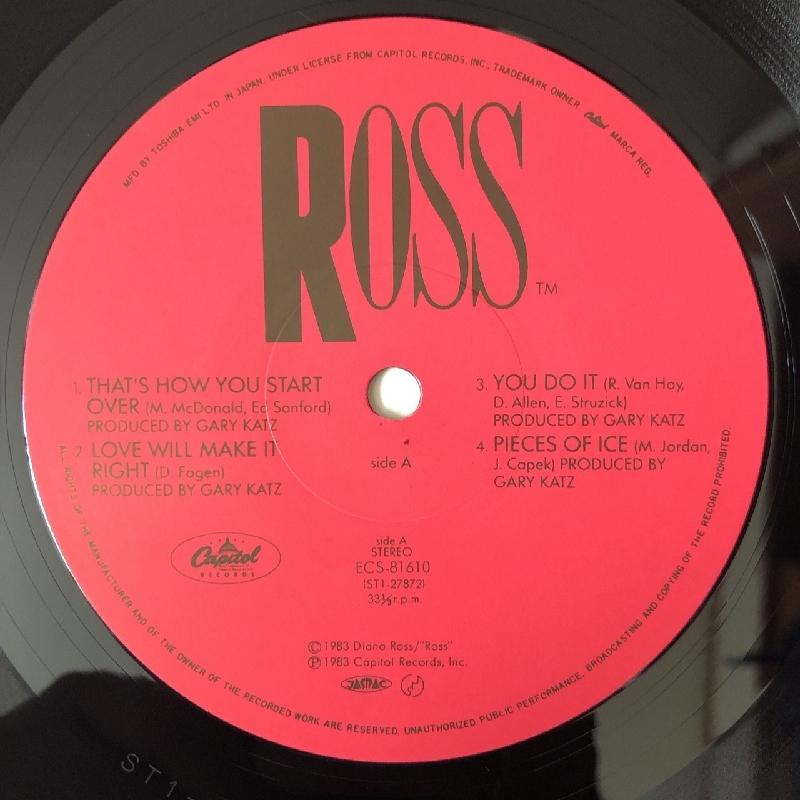 MFD BY TOSHIBA EMI LTD. IN JAPAN. UNDER LICENSE FROM CAPITOL RECORDS, INC., TRADEMARK OWNER Capitol MARCA REG.
ROSS
TM
1. THAT'S HOW YOU START
OVER (M. McDonald, Ed Sanford)
PRODUCED BY GARY KATZ
2. LOVE WILL MAKE IT
RIGHT (D. Fagen)
PRODUCED BY GARY KATZ
3. YOU DO IT (R. Van Hoy,
D. Allen, E. Struzick)
PRODUCED BY GARY KATZ
4. PIECES OF ICE (M. Jordan,
J. Capek) PRODUCED BY
GARY KATZ
side A
Capitol
RECORDS
side A
STEREO
ECS-81610
(ST1-27872)
33⅓ r.p.m.
Ⓒ 1983 Diana Ross/"Ross"
Ⓟ 1983 Capitol Records, Inc.
JASRAC
ALL RIGHTS OF THE MANUFACTURER AND OF THE OWNER OF THE RECORDED WORK ARE RESERVED. UNAUTHORIZED PUBLIC PERFORMANCE, BROADCASTING AND COPYING OF THE RECORD PROHIBITED.
ST1